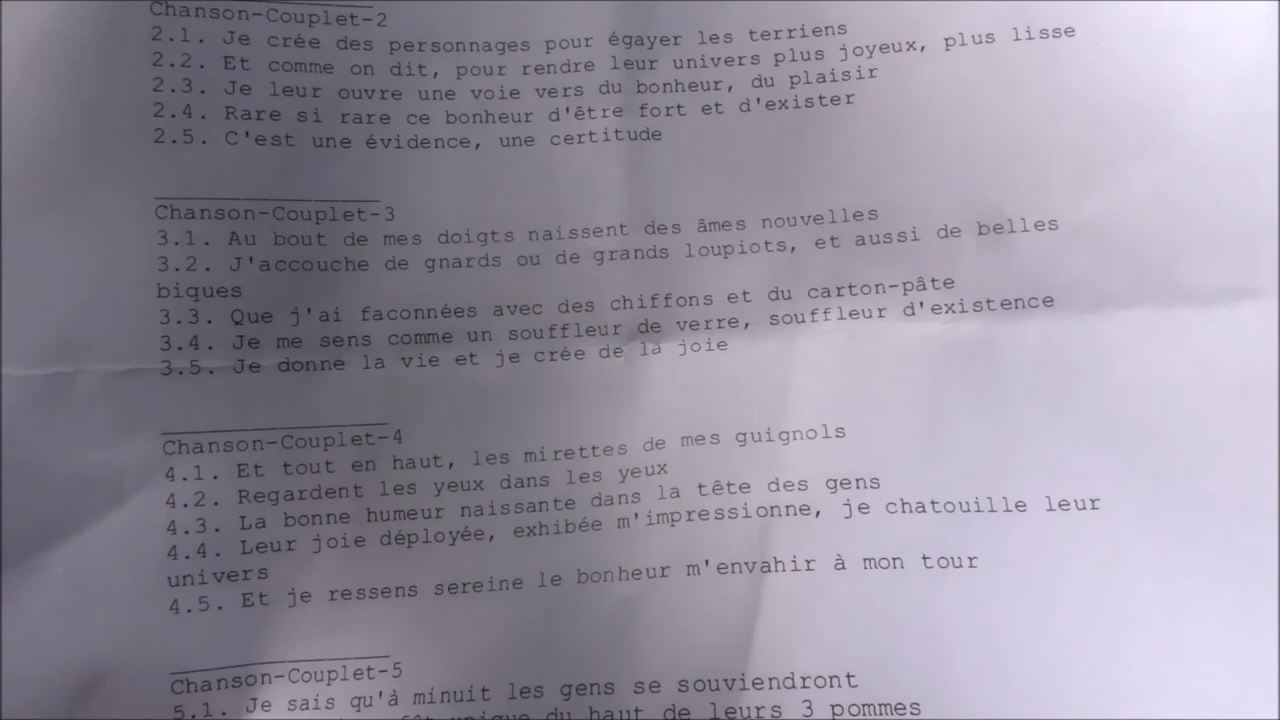 Chanson-Couplet-2
2.1. Je crée des personnages pour égayer les terriens
2.2. Et comme on dit, pour rendre leur univers plus joyeux, plus lisse
2.3. Je leur ouvre une voie vers du bonheur, du plaisir
2.4. Rare si rare ce bonheur d'être fort et d'exister
2.5. C'est une évidence, une certitude
Chanson-Couplet-3
3.1. Au bout de mes doigts naissent des âmes nouvelles
3.2. J'accouche de gnards ou de grands loupiots, et aussi de belles
biques
3.3. Que j'ai faconnées avec des chiffons et du carton-pâte
3.4. Je me sens comme un souffleur de verre, souffleur d'existence
3.5. Je donne la vie et je crée de la joie
Chanson-Couplet-4
4.1. Et tout en haut, les mirettes de mes guignols
4.2. Regardent les yeux dans les yeux
4.3. La bonne humeur naissante dans la tête des gens
4.4. Leur joie déployée, exhibée m'impressionne, je chatouille leur
univers
4.5. Et je ressens sereine le bonheur m'envahir à mon tour
Chanson-Couplet-5
5.1. Je sais qu'à minuit les gens se souviendront
unique du haut de leurs 3 pommes